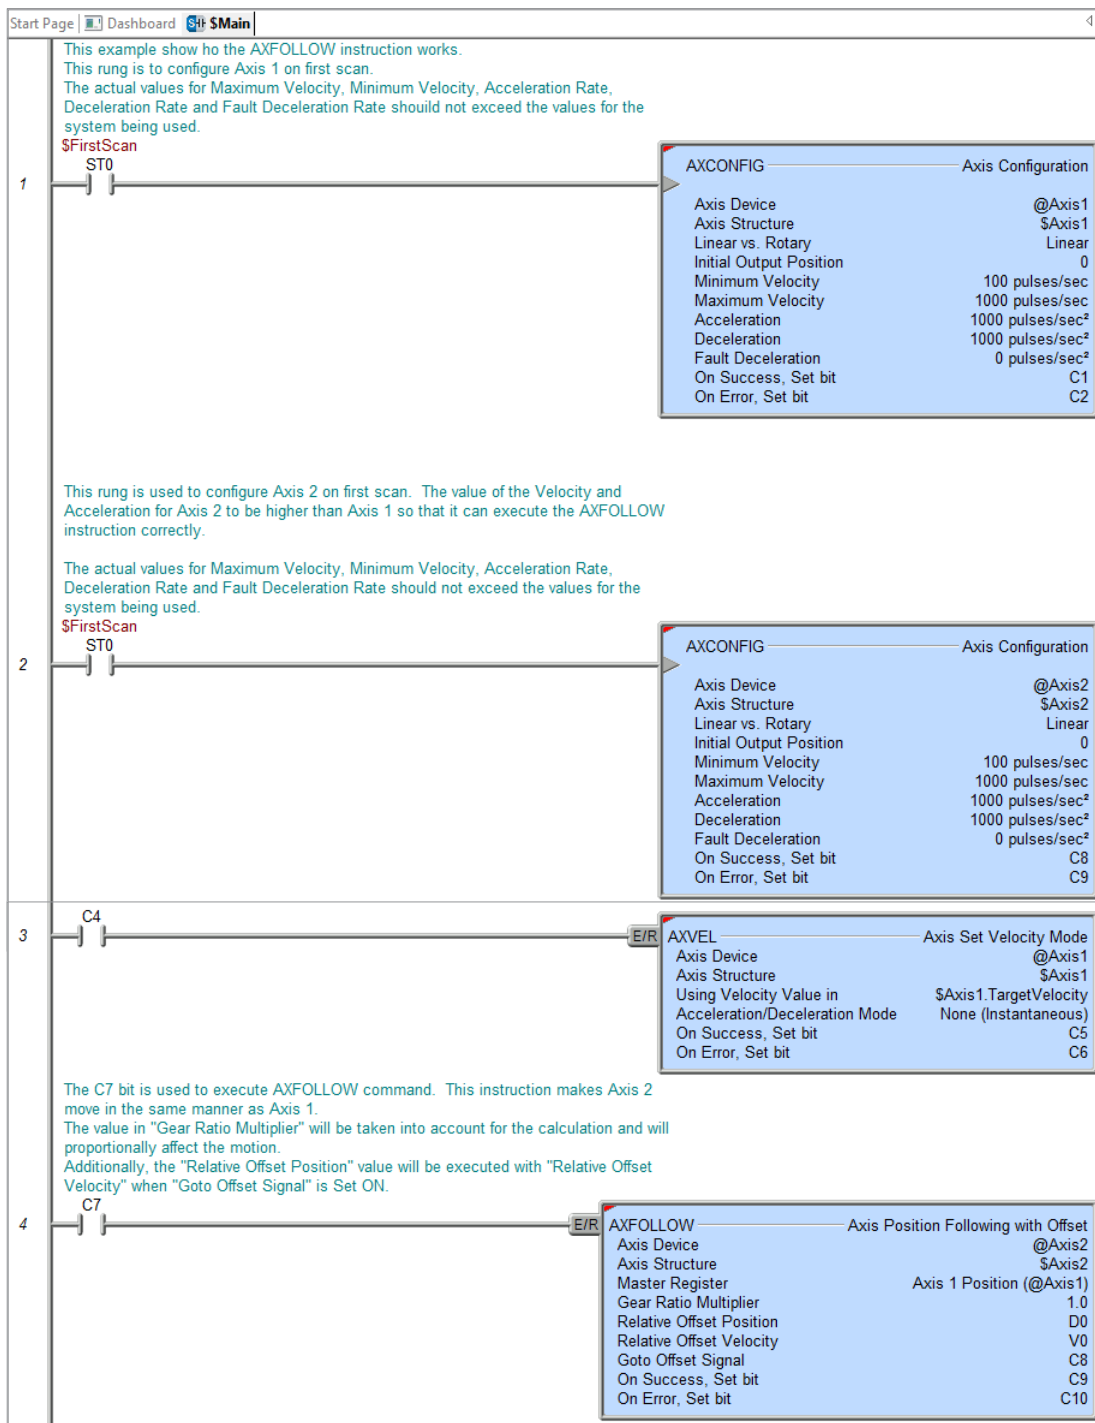 Start Page Dashboard $Main
This example show ho the AXFOLLOW instruction works.
This rung is to configure Axis 1 on first scan.
The actual values for Maximum Velocity, Minimum Velocity, Acceleration Rate,
Deceleration Rate and Fault Deceleration Rate shouild not exceed the values for the
system being used.
$FirstScan
ST0
1
AXCONFIG Axis Configuration
Axis Device @Axis1
Axis Structure $Axis1
Linear vs. Rotary Linear
Initial Output Position 0
Minimum Velocity 100 pulses/sec
Maximum Velocity 1000 pulses/sec
Acceleration 1000 pulses/sec²
Deceleration 1000 pulses/sec²
Fault Deceleration 0 pulses/sec²
On Success, Set bit C1
On Error, Set bit C2
This rung is used to configure Axis 2 on first scan. The value of the Velocity and
Acceleration for Axis 2 to be higher than Axis 1 so that it can execute the AXFOLLOW
instruction correctly.
The actual values for Maximum Velocity, Minimum Velocity, Acceleration Rate,
Deceleration Rate and Fault Deceleration Rate should not exceed the values for the
system being used.
$FirstScan
ST0
2
AXCONFIG Axis Configuration
Axis Device @Axis2
Axis Structure $Axis2
Linear vs. Rotary Linear
Initial Output Position 0
Minimum Velocity 100 pulses/sec
Maximum Velocity 1000 pulses/sec
Acceleration 1000 pulses/sec²
Deceleration 1000 pulses/sec²
Fault Deceleration 0 pulses/sec²
On Success, Set bit C8
On Error, Set bit C9
C4
3
E/R AXVEL Axis Set Velocity Mode
Axis Device @Axis1
Axis Structure $Axis1
Using Velocity Value in $Axis1.TargetVelocity
Acceleration/Deceleration Mode None (Instantaneous)
On Success, Set bit C5
On Error, Set bit C6
The C7 bit is used to execute AXFOLLOW command. This instruction makes Axis 2
move in the same manner as Axis 1.
The value in "Gear Ratio Multiplier" will be taken into account for the calculation and will
proportionally affect the motion.
Additionally, the "Relative Offset Position" value will be executed with "Relative Offset
Velocity" when "Goto Offset Signal" is Set ON.
C7
4
E/R AXFOLLOW Axis Position Following with Offset
Axis Device @Axis2
Axis Structure $Axis2
Master Register Axis 1 Position (@Axis1)
Gear Ratio Multiplier 1.0
Relative Offset Position D0
Relative Offset Velocity V0
Goto Offset Signal C8
On Success, Set bit C9
On Error, Set bit C10